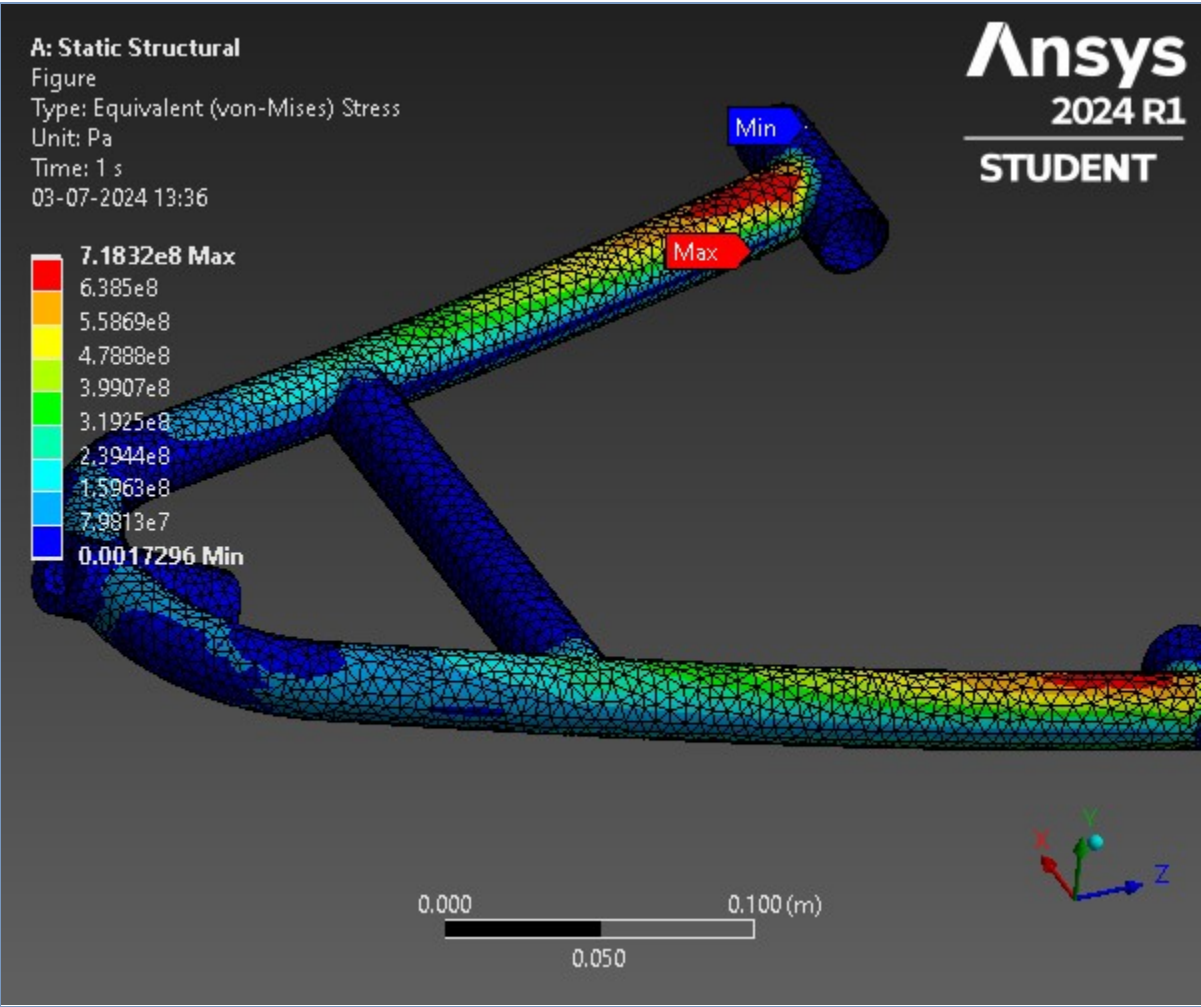 A: Static Structural
Figure
Type: Equivalent (von-Mises) Stress
Unit: Pa
Time: 1 s
03-07-2024 13:36
Ansys
2024 R1
STUDENT
Min
Max
7.1832e8 Max
6.385e8
5.5869e8
4.7888e8
3.9907e8
3.1925e8
2.3944e8
1.5963e8
7.9813e7
0.0017296 Min
X
Y
Z
0.000
0.100 (m)
0.050